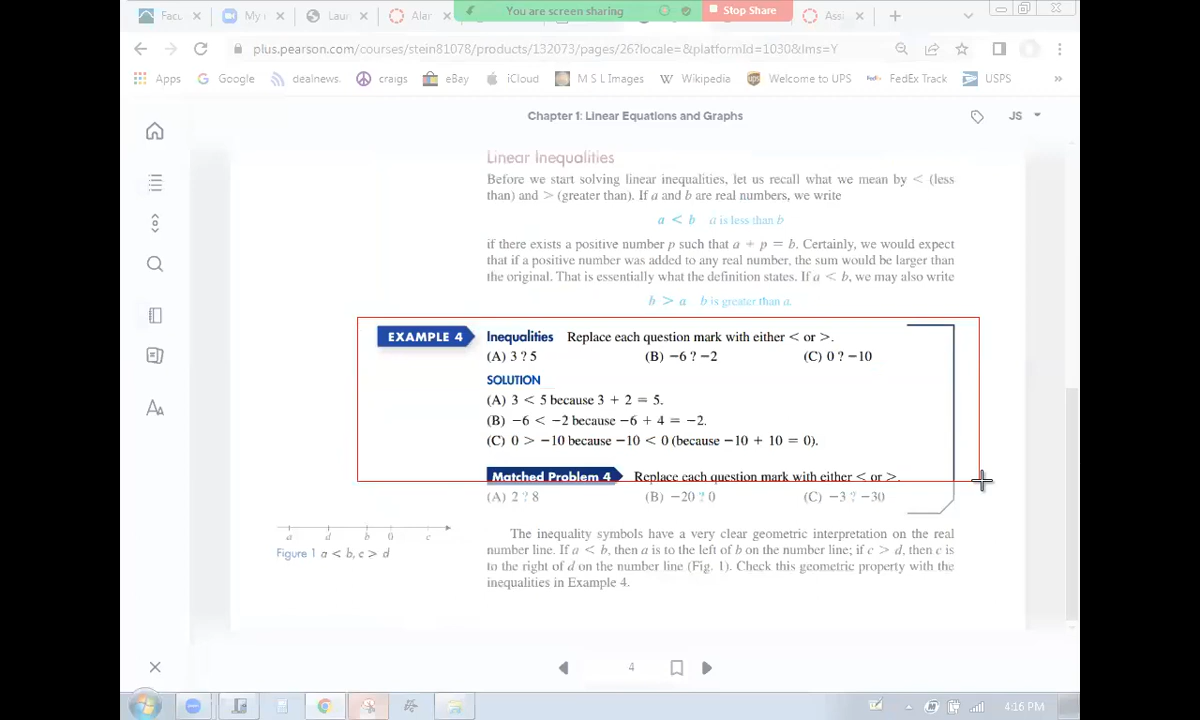 You are screen sharing
Stop Share
Facu
My r
Laur
Alar
Assi
plus.pearson.com/courses/stein81078/products/132073/pages/26?locale=&platformId=1030&lms=Y
Apps
Google
dealnews
craigs
eBay
iCloud
M S L Images
Wikipedia
Welcome to UPS
FedEx Track
USPS
»
Chapter 1: Linear Equations and Graphs
JS
Linear Inequalities
Before we start solving linear inequalities, let us recall what we mean by < (less
than) and > (greater than). If a and b are real numbers, we write
a < b a is less than b
if there exists a positive number p such that a + p = b. Certainly, we would expect
that if a positive number was added to any real number, the sum would be larger than
the original. That is essentially what the definition states. If a < b, we may also write
b > a b is greater than a.
EXAMPLE 4 Inequalities Replace each question mark with either < or >.
(A) 3 ? 5 (B) −6 ? −2 (C) 0 ? −10
SOLUTION
(A) 3 < 5 because 3 + 2 = 5.
(B) −6 < −2 because −6 + 4 = −2.
(C) 0 > −10 because −10 < 0 (because −10 + 10 = 0).
Matched Problem 4 Replace each question mark with either < or >.
(A) 2 ? 8 (B) −20 ? 0 (C) −3 ? −30
a d b 0 c
Figure 1 a < b, c > d
The inequality symbols have a very clear geometric interpretation on the real
number line. If a < b, then a is to the left of b on the number line; if c > d, then c is
to the right of d on the number line (Fig. 1). Check this geometric property with the
inequalities in Example 4.
4
4:16 PM